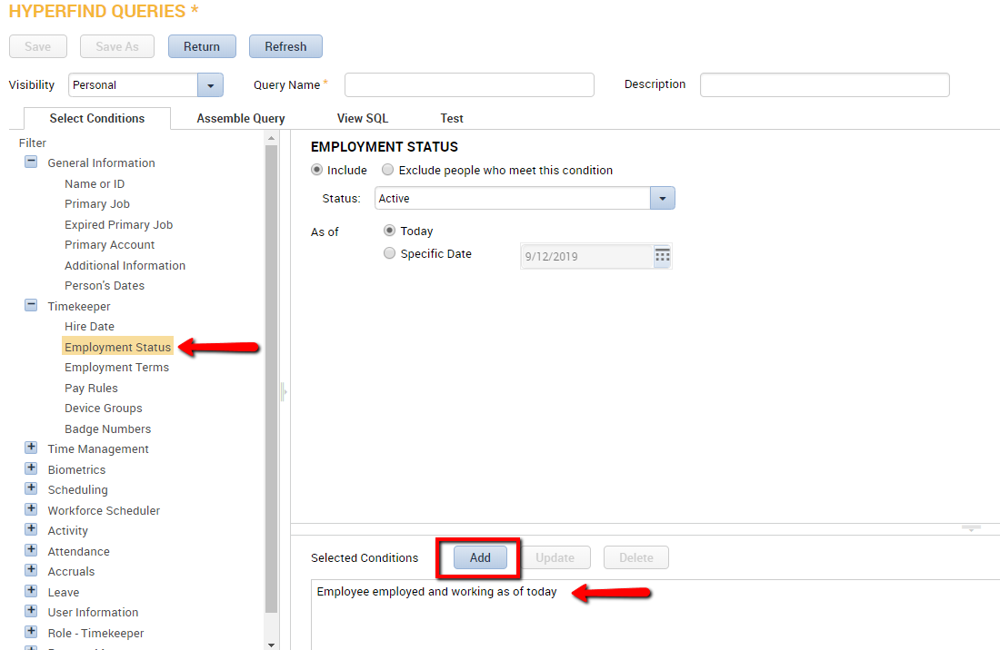 HYPERFIND QUERIES *
Save Save As Return Refresh
Visibility Personal Query Name * Description
Select Conditions Assemble Query View SQL Test
Filter
General Information
Name or ID
Primary Job
Expired Primary Job
Primary Account
Additional Information
Person's Dates
Timekeeper
Hire Date
Employment Status
Employment Terms
Pay Rules
Device Groups
Badge Numbers
Time Management
Biometrics
Scheduling
Workforce Scheduler
Activity
Attendance
Accruals
Leave
User Information
Role - Timekeeper
EMPLOYMENT STATUS
Include Exclude people who meet this condition
Status: Active
As of Today
Specific Date 9/12/2019
Selected Conditions Add Update Delete
Employee employed and working as of today